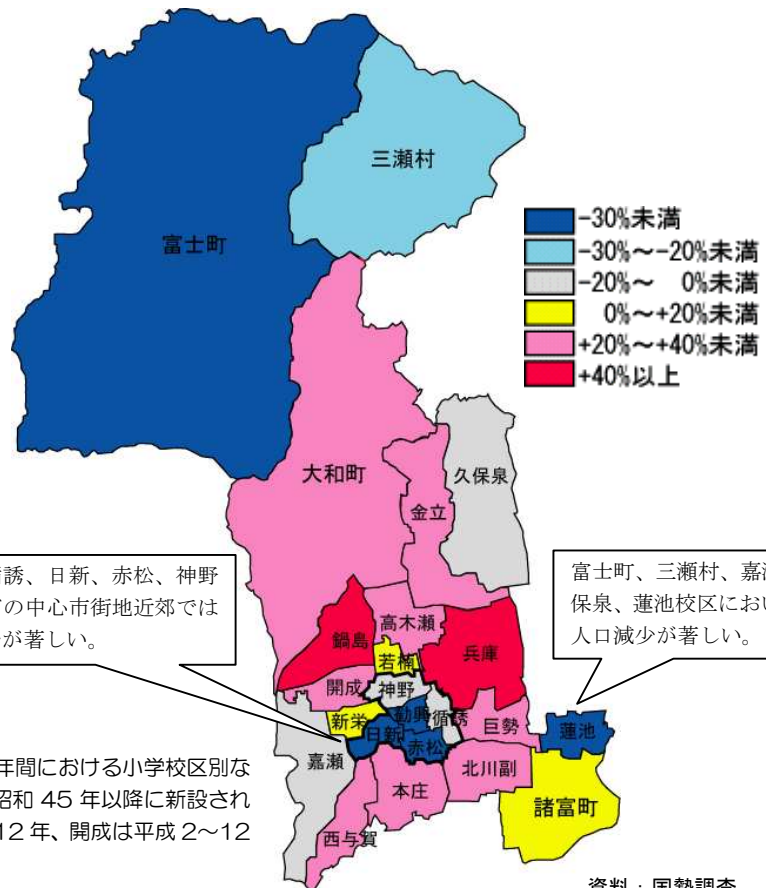 三瀬村
富士町
-30%未満
-30%～-20%未満
-20%～ 0%未満
0%～+20%未満
+20%～+40%未満
+40%以上
大和町
久保泉
金立
誘、日新、赤松、神野
の中心市街地近郊では
が著しい。
富士町、三瀬村、嘉
保泉、蓮池校区におい
人口減少が著しい。
高木瀬
鍋島
兵庫
若楠
開成
神野
新栄
勧興
循誘
日新
赤松
巨勢
蓮池
嘉瀬
北川副
本庄
諸富町
西与賀
年間における小学校区別な
昭和 45 年以降に新設され
12 年、開成は平成 2～12
資料：国勢調査